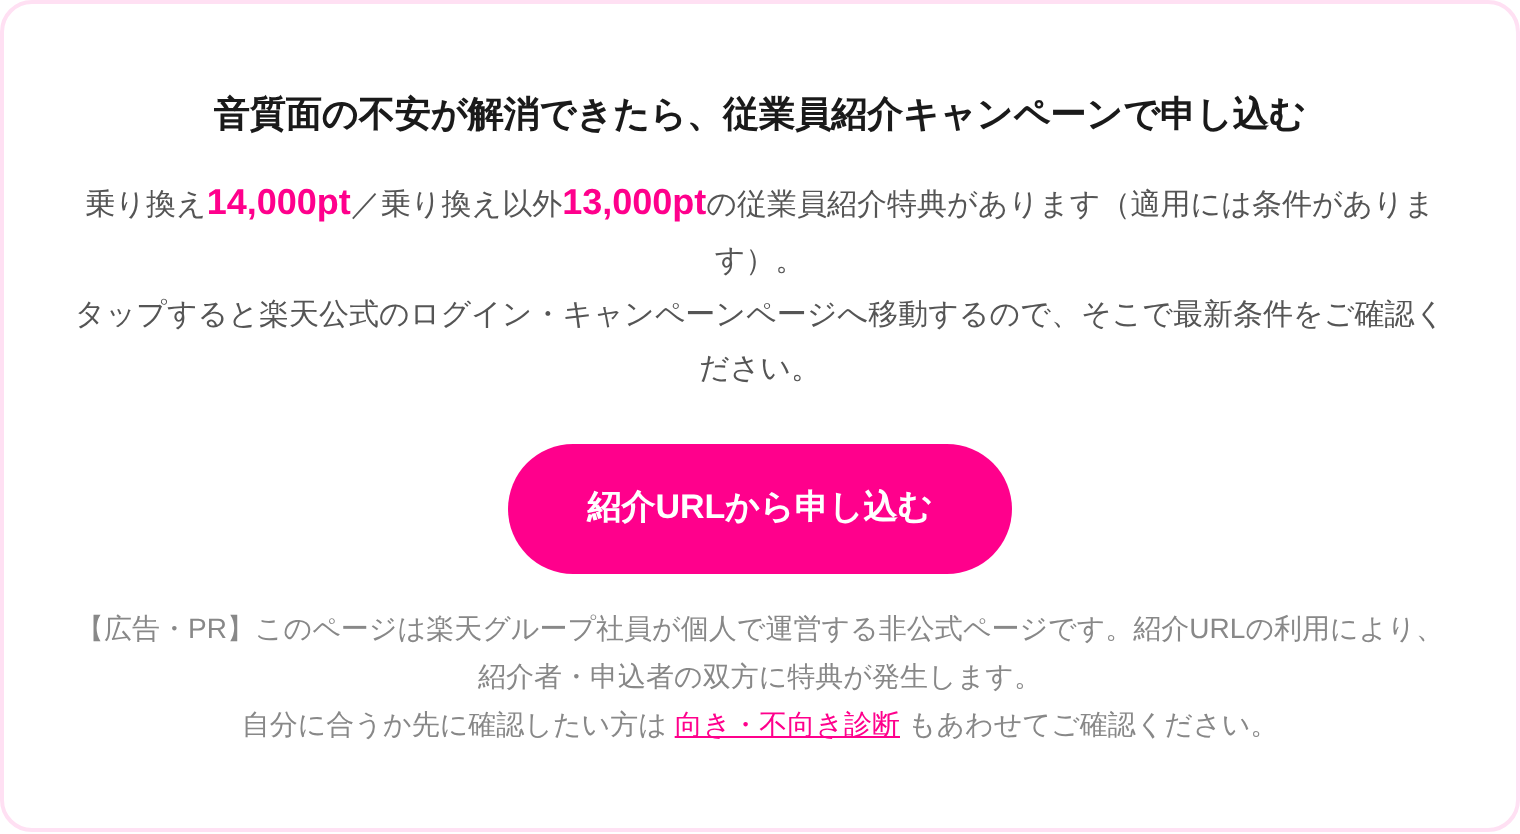 音質面の不安が解消できたら、従業員紹介キャンペーンで申し込む
乗り換え14,000pt／乗り換え以外13,000ptの従業員紹介特典があります（適用には条件がありま
す）。
タップすると楽天公式のログイン・キャンペーンページへ移動するので、そこで最新条件をご確認く
ださい。
紹介URLから申し込む
【広告・PR】このページは楽天グループ社員が個人で運営する非公式ページです。紹介URLの利用により、
紹介者・申込者の双方に特典が発生します。
自分に合うか先に確認したい方は 向き・不向き診断 もあわせてご確認ください。